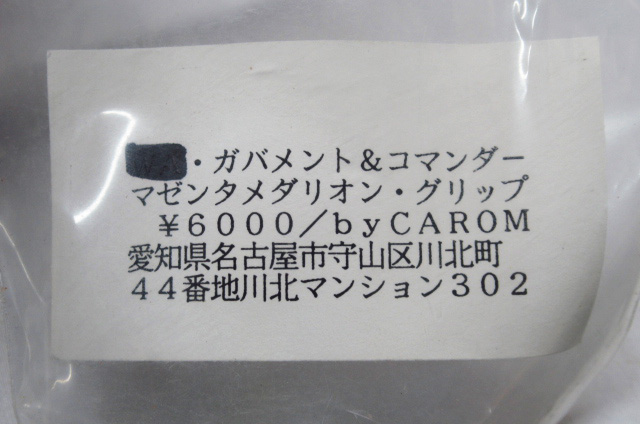 ・ガバメント＆コマンダー
マゼンタメダリオン・グリップ
￥６０００／ｂｙＣＡＲＯＭ
愛知県名古屋市守山区川北町
４４番地川北マンション３０２